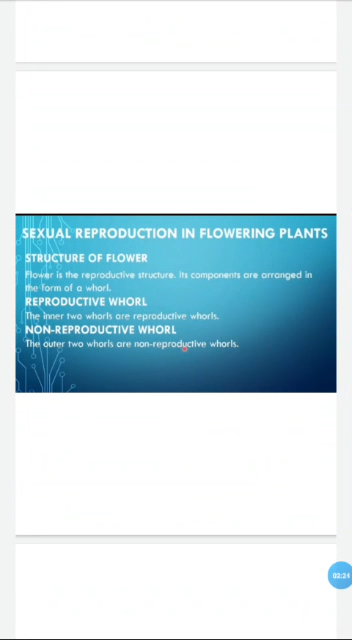 SEXUAL REPRODUCTION IN FLOWERING PLANTS
STRUCTURE OF FLOWER
Flower is the reproductive structure. Its components are arranged in
the form of a whorl.
REPRODUCTIVE WHORL
The inner two whorls are reproductive whorls.
NON-REPRODUCTIVE WHORL
The outer two whorls are non-reproductive whorls.
02:24